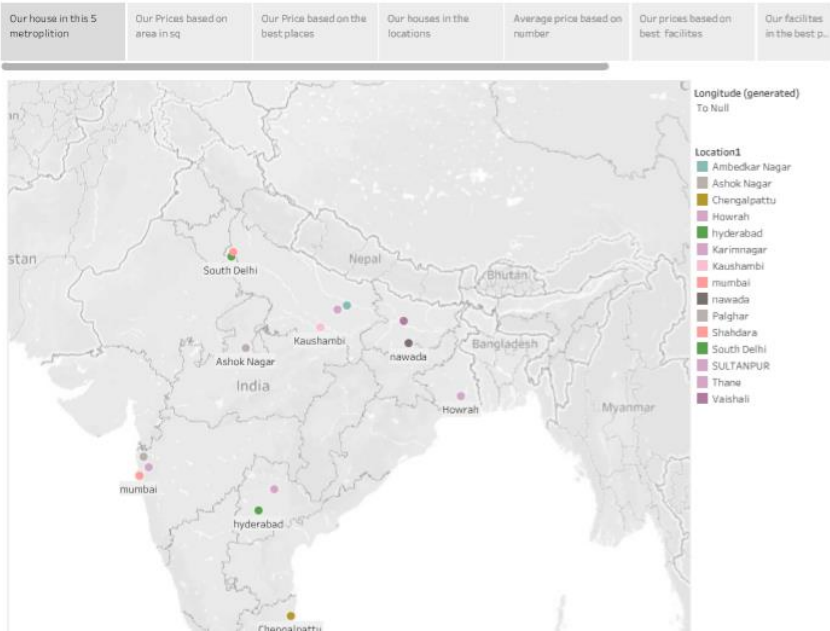 Our house in this 5
metroplition
Our Prices based on
area in sq
Our Price based on the
best places
Our houses in the
locations
Average price based on
number
Our prices based on
best facilites
Our facilites
in the best p..
Longitude (generated)
To Null
Location1
Ambedkar Nagar
Ashok Nagar
Chengalpattu
Howrah
hyderabad
Karimnagar
Kaushambi
mumbai
nawada
Palghar
Shahdara
South Delhi
SULTANPUR
Thane
Vaishali
stan
South Delhi
Nepal
Bhutan
Kaushambi
nawada
Bangladesh
Ashok Nagar
India
Howrah
Myanmar
mumbai
hyderabad
Chengalpattu